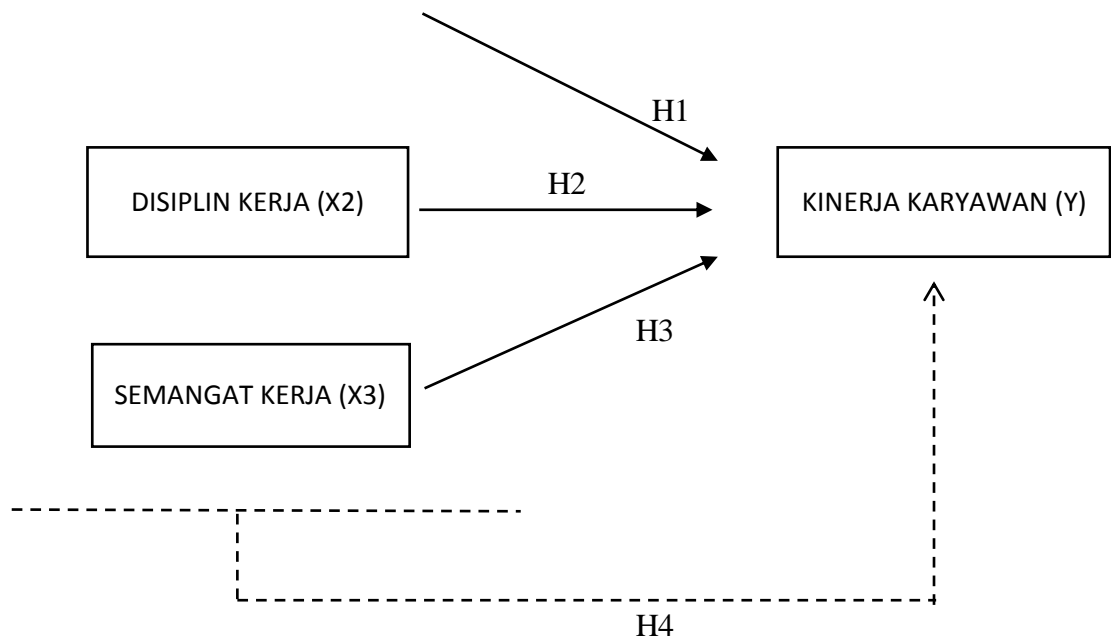 H1
DISIPLIN KERJA (X2)
H2
KINERJA KARYAWAN (Y)
H3
SEMANGAT KERJA (X3)
H4